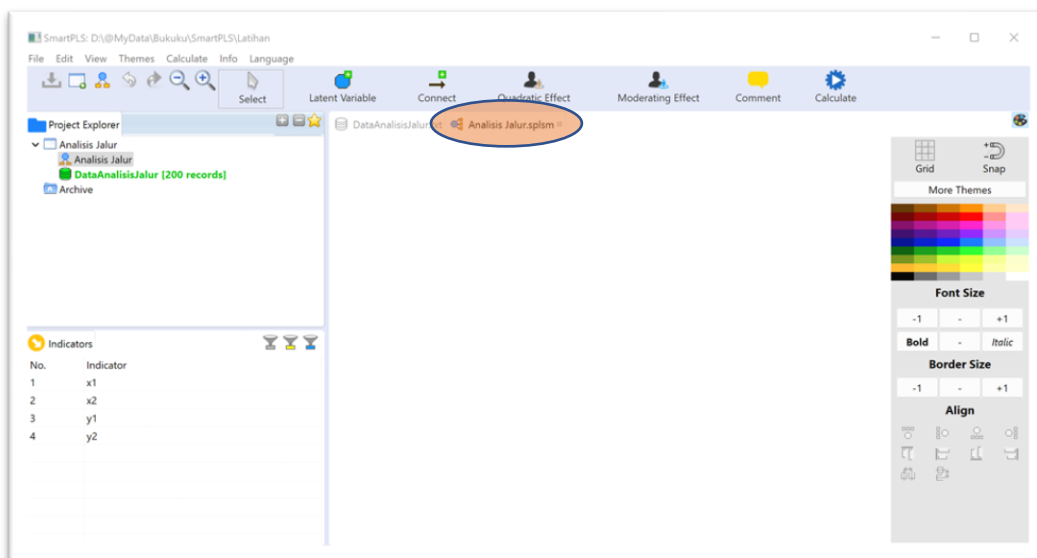 SmartPLS: D:\@MyData\Bukuku\SmartPLS\Latihan
File Edit View Themes Calculate Info Language
Select
Latent Variable
Connect
Quadratic Effect
Moderating Effect
Comment
Calculate
Project Explorer
Analisis Jalur
Analisis Jalur
DataAnalisisJalur [200 records]
Archive
DataAnalisisJalur.txt
Analisis Jalur.splsm
Indicators
No. Indicator
1 x1
2 x2
3 y1
4 y2
Grid
Snap
More Themes
Font Size
-1 - +1
Bold - Italic
Border Size
-1 - +1
Align